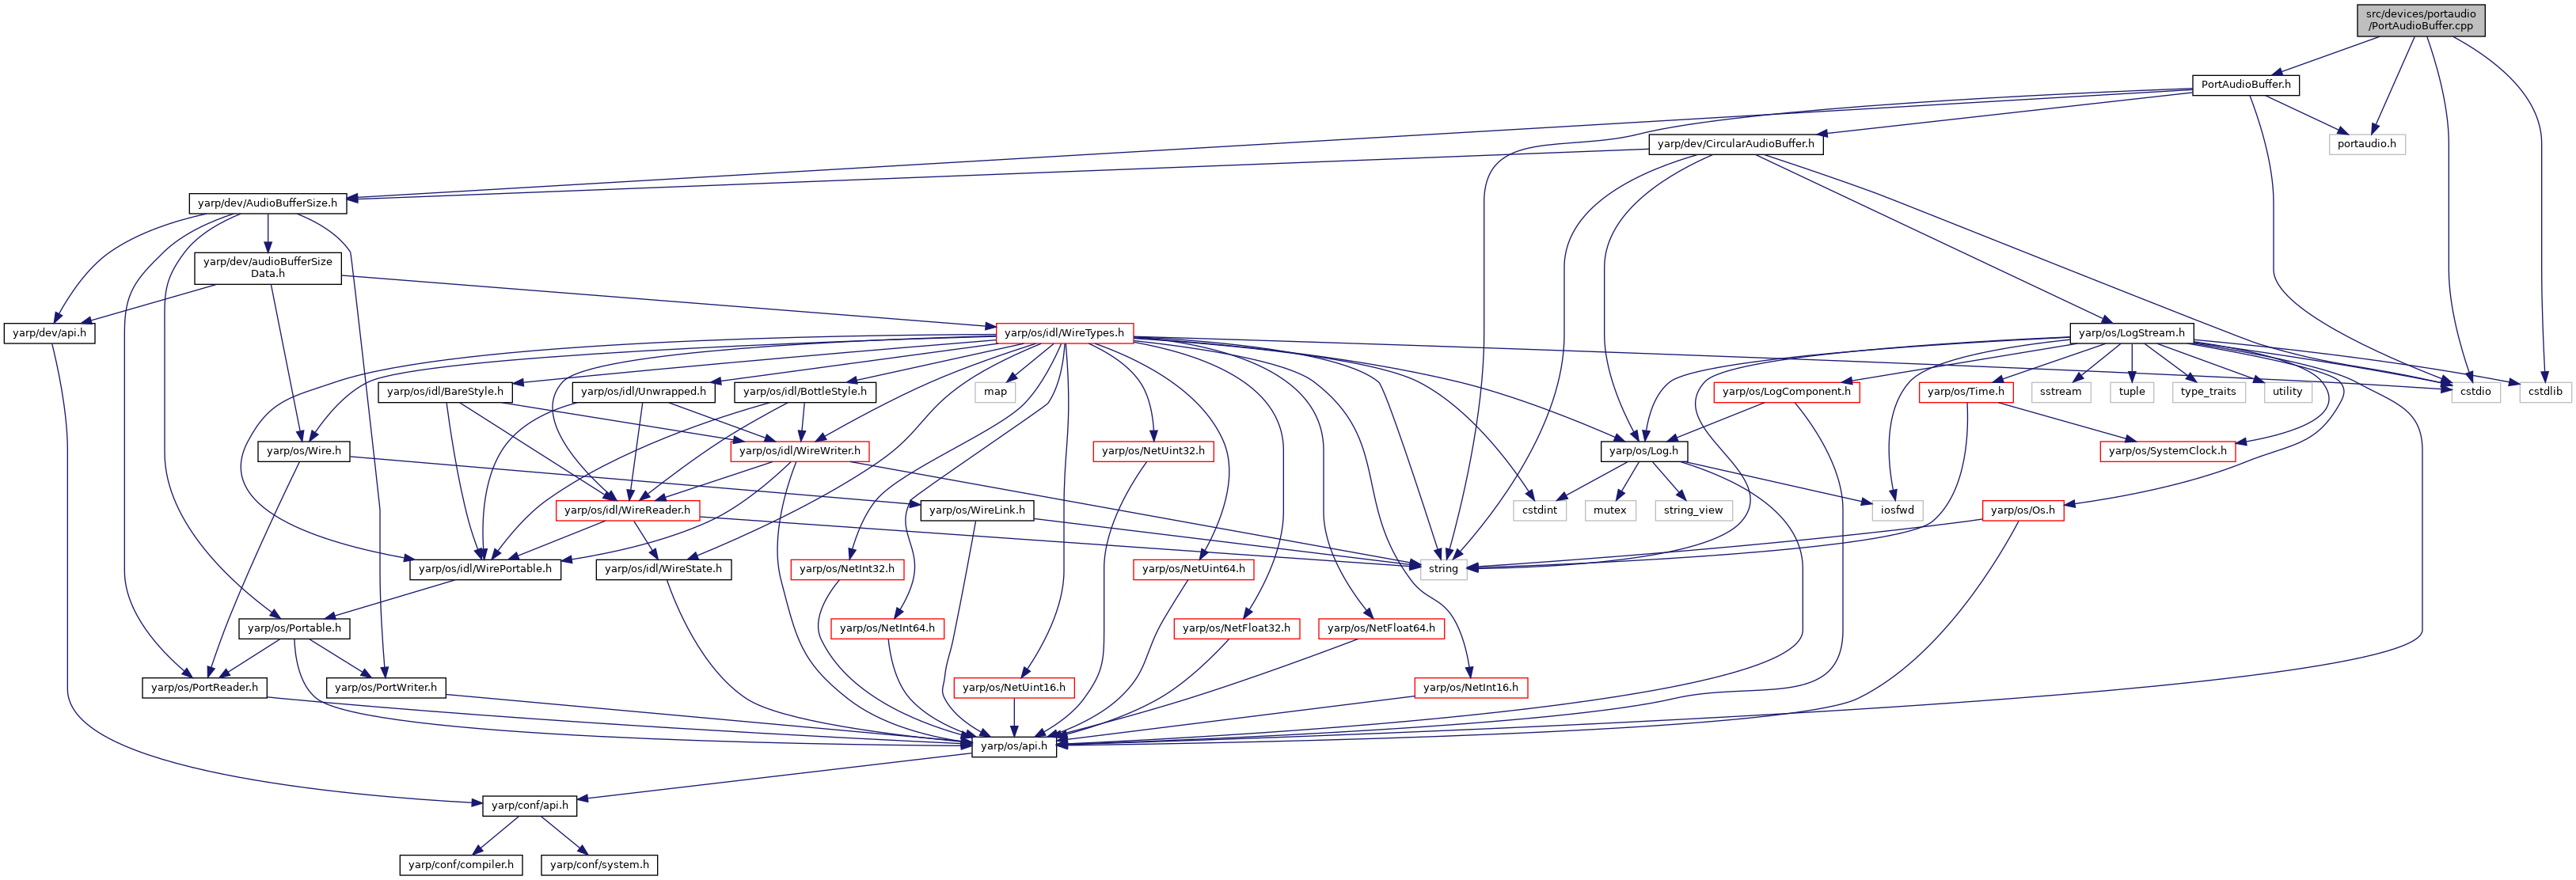 src/devices/portaudio
/PortAudioBuffer.cpp
PortAudioBuffer.h
yarp/dev/CircularAudioBuffer.h
portaudio.h
yarp/dev/AudioBufferSize.h
yarp/dev/audioBufferSize
Data.h
yarp/dev/api.h
yarp/os/idl/WireTypes.h
yarp/os/LogStream.h
yarp/os/idl/BareStyle.h
yarp/os/idl/Unwrapped.h
yarp/os/idl/BottleStyle.h
map
yarp/os/LogComponent.h
yarp/os/Time.h
sstream
tuple
type_traits
utility
cstdio
cstdlib
yarp/os/Wire.h
yarp/os/idl/WireWriter.h
yarp/os/NetUint32.h
yarp/os/Log.h
yarp/os/SystemClock.h
yarp/os/idl/WireReader.h
yarp/os/WireLink.h
cstdint
mutex
string_view
iosfwd
yarp/os/Os.h
yarp/os/idl/WirePortable.h
yarp/os/idl/WireState.h
yarp/os/NetInt32.h
yarp/os/NetUint64.h
string
yarp/os/Portable.h
yarp/os/NetInt64.h
yarp/os/NetFloat32.h
yarp/os/NetFloat64.h
yarp/os/PortReader.h
yarp/os/PortWriter.h
yarp/os/NetUint16.h
yarp/os/NetInt16.h
yarp/os/api.h
yarp/conf/api.h
yarp/conf/compiler.h
yarp/conf/system.h